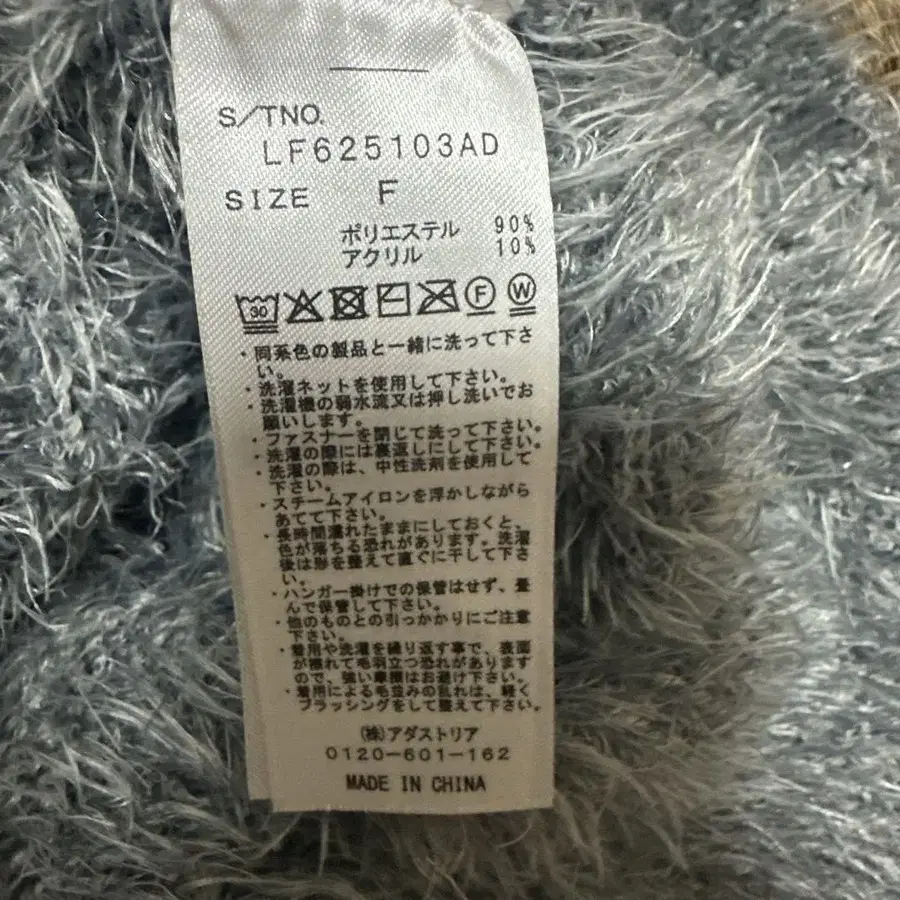 S/TNO.
LF625103AD
SIZE F
ポリエステル 90%
アクリル 10%
30 F W
・同系色の製品と一緒に洗って下さ
い。
・洗濯ネットを使用して下さい。
・洗濯機の弱水流又は押し洗いでお
願いします。
・ファスナーを閉じて洗って下さい。
・洗濯の際には裏返しにして下さい。
・洗濯の際は、中性洗剤を使用して
下さい。
・スチームアイロンを浮かしながら
あてて下さい。
・長時間濡れたままにしておくと、
色が落ちる恐れがあります。洗濯
後は形を整えて直ぐに干して下さ
い。
・ハンガー掛けでの保管はせず、畳
んで保管して下さい。
・他のものとの引っかかりにご注意
下さい。
・着用や洗濯を繰り返す事で、表面
が擦れて毛羽立つ恐れがあります
ので、強い摩擦はお避け下さい。
・着用による毛並みの乱れは、軽く
ブラッシングをして整えて下さい。
(株)アダストリア
0120-601-162
MADE IN CHINA